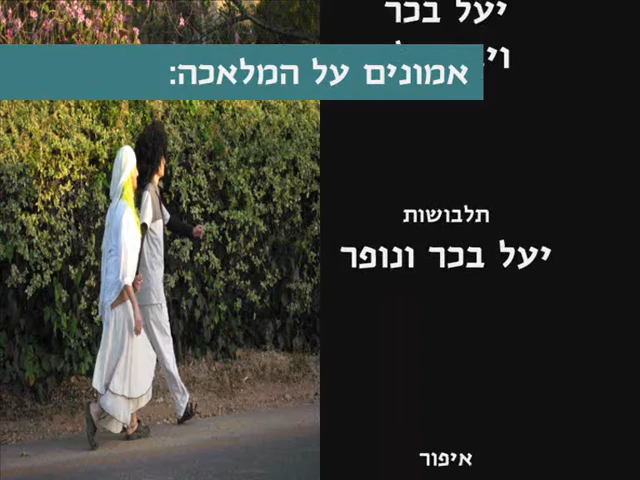 יעל בכר
אמונים על המלאכה:
תלבושות
יעל בכר ונופר
איפור